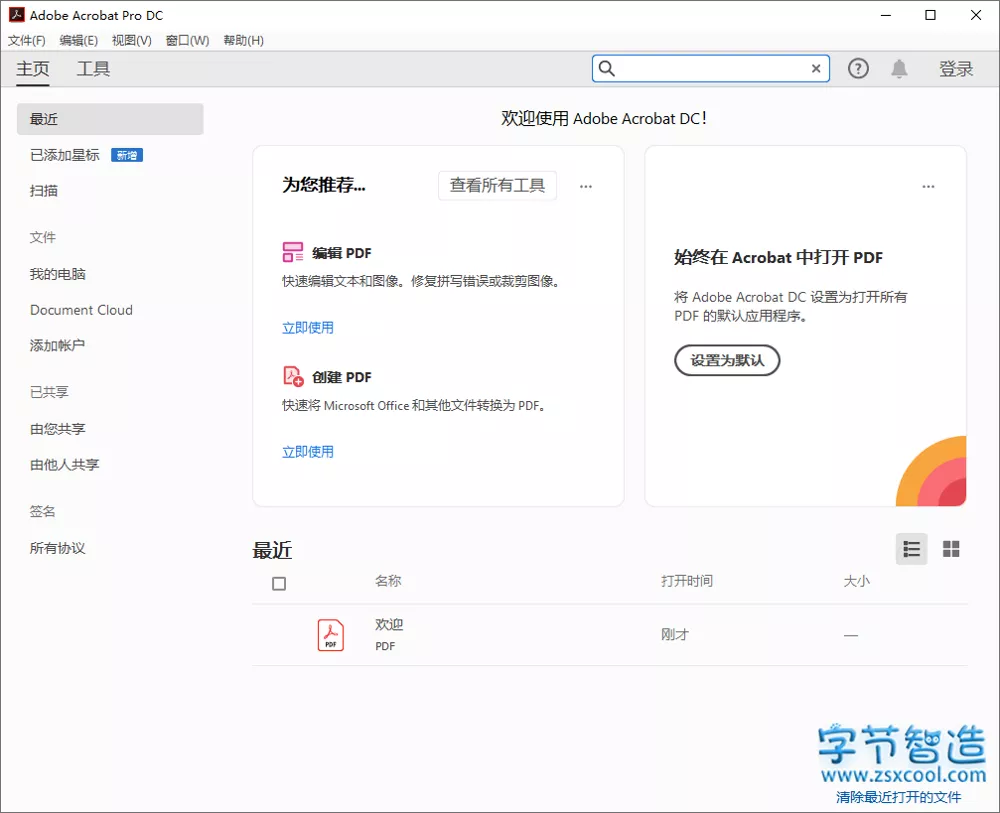 Adobe Acrobat Pro DC
文件(F) 编辑(E) 视图(V) 窗口(W) 帮助(H)
主页 工具
登录
最近
已添加星标 新增
扫描
文件
我的电脑
Document Cloud
添加帐户
已共享
由您共享
由他人共享
签名
所有协议
欢迎使用 Adobe Acrobat DC!
为您推荐...
查看所有工具
编辑 PDF
快速编辑文本和图像。修复拼写错误或裁剪图像。
立即使用
创建 PDF
快速将 Microsoft Office 和其他文件转换为 PDF。
立即使用
始终在 Acrobat 中打开 PDF
将 Adobe Acrobat DC 设置为打开所有
PDF 的默认应用程序。
设置为默认
最近
名称 打开时间 大小
PDF
欢迎
PDF
刚才 —
字节智造
www.zsxcool.com
清除最近打开的文件